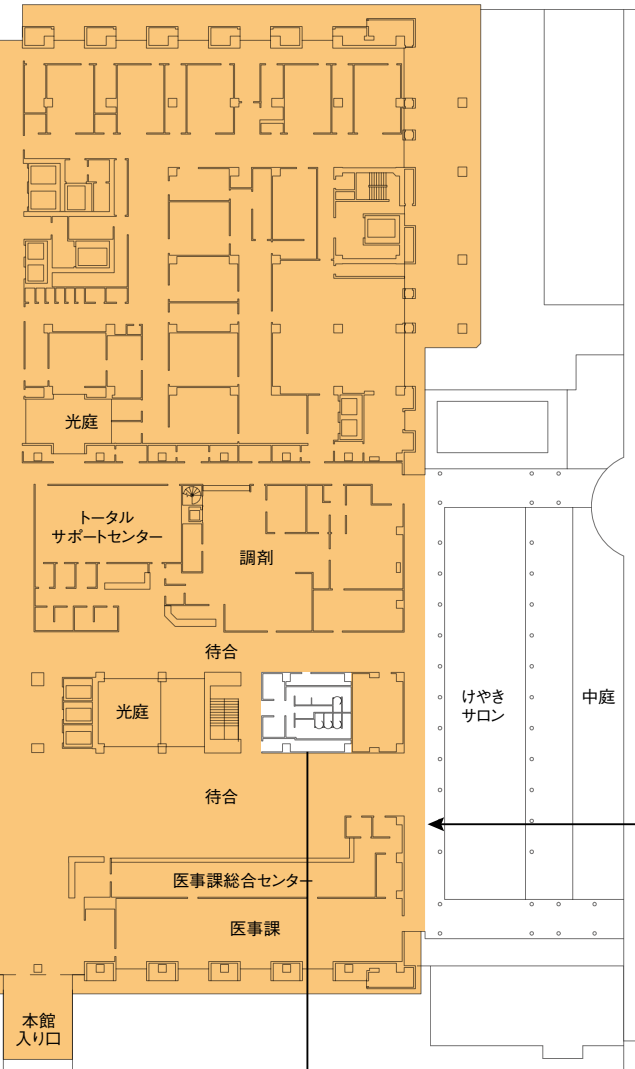 光庭
トータル
サポートセンター
調剤
待合
光庭
けやき
サロン
中庭
待合
医事課総合センター
医事課
本館
入り口